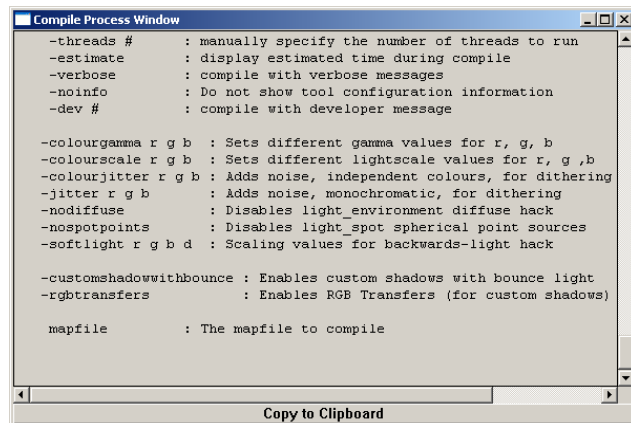 Compile Process Window
-threads # : manually specify the number of threads to run
-estimate : display estimated time during compile
-verbose : compile with verbose messages
-noinfo : Do not show tool configuration information
-dev # : compile with developer message
-colourgamma r g b : Sets different gamma values for r, g, b
-colourscale r g b : Sets different lightscale values for r, g ,b
-colourjitter r g b : Adds noise, independent colours, for dithering
-jitter r g b : Adds noise, monochromatic, for dithering
-nodiffuse : Disables light_environment diffuse hack
-nospotpoints : Disables light_spot spherical point sources
-softlight r g b d : Scaling values for backwards-light hack
-customshadowwithbounce : Enables custom shadows with bounce light
-rgbtransfers : Enables RGB Transfers (for custom shadows)
mapfile : The mapfile to compile
Copy to Clipboard